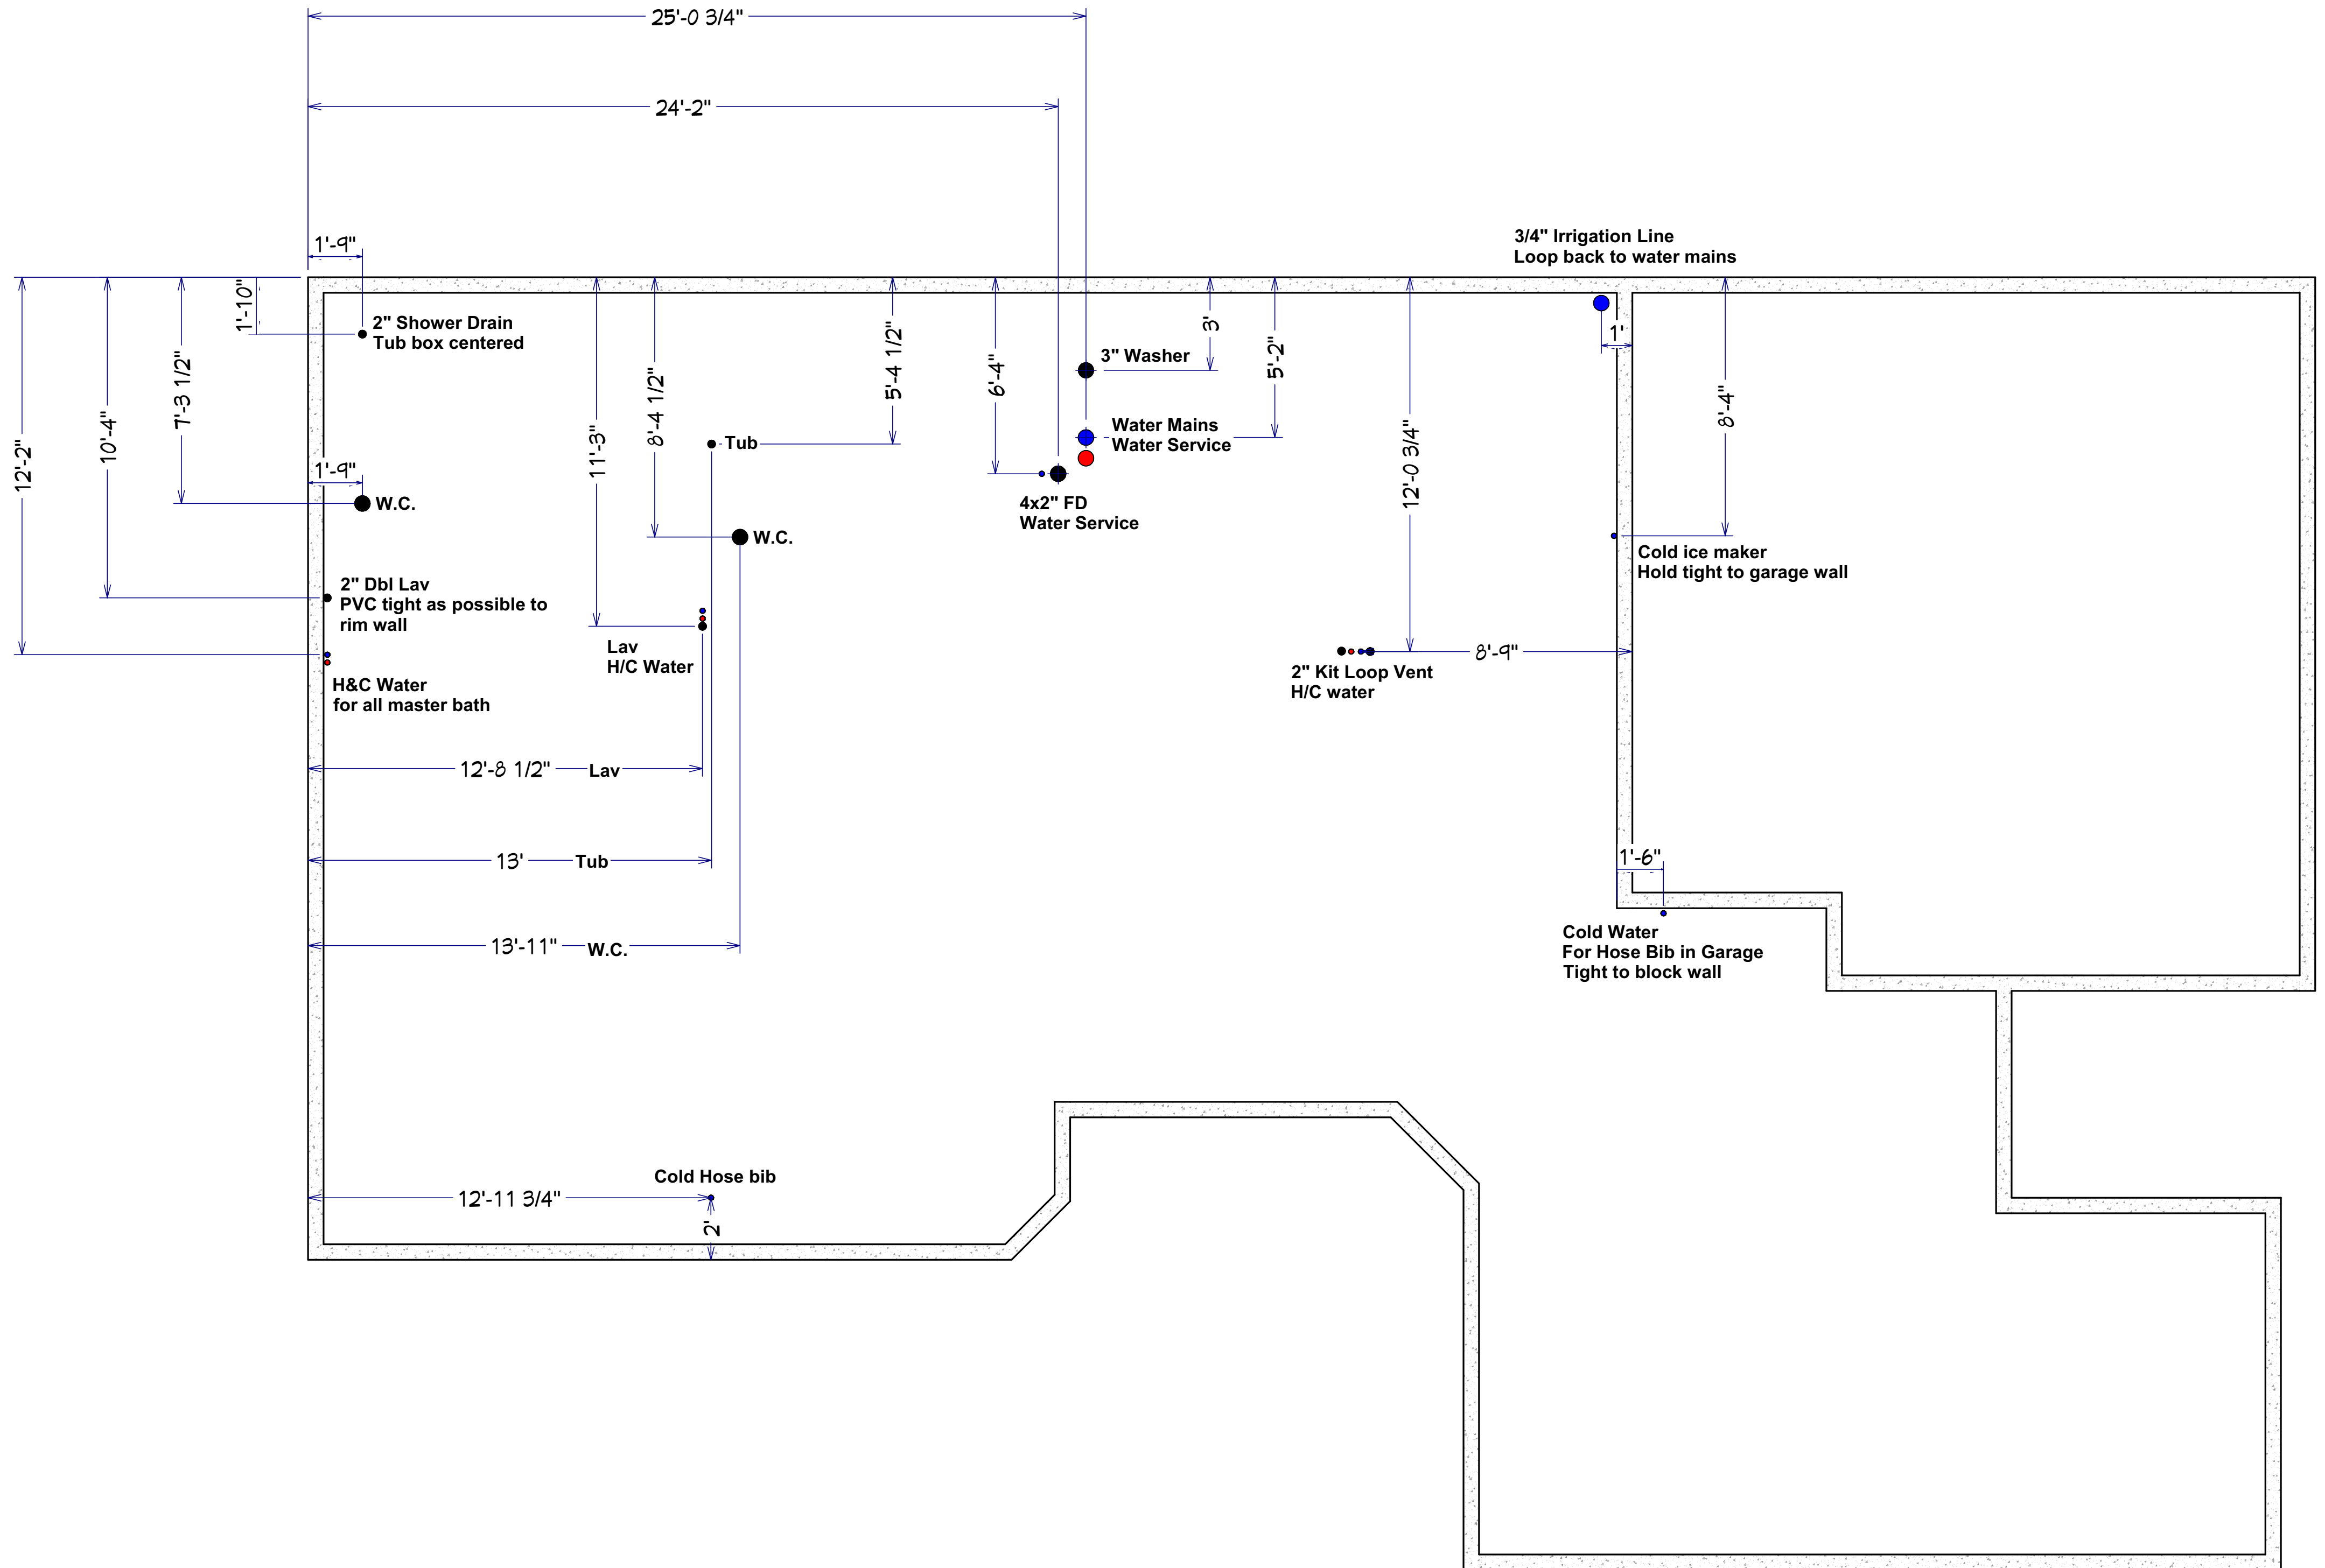 25'-0 3/4"
24'-2"
3/4" Irrigation Line
Loop back to water mains
1'-9"
1'-10"
2" Shower Drain
Tub box centered
1'
3'
3" Washer
5'-2"
5'-4 1/2"
6'-4"
7'-3 1/2"
8'-4 1/2"
8'-4"
10'-4"
11'-3"
12'-2"
12'-0 3/4"
Water Mains
Water Service
Tub
1'-9"
W.C.
4x2" FD
Water Service
W.C.
Cold ice maker
Hold tight to garage wall
2" Dbl Lav
PVC tight as possible to
rim wall
Lav
H/C Water
8'-9"
2" Kit Loop Vent
H/C water
H&C Water
for all master bath
12'-8 1/2" Lav
13' Tub
1'-6"
13'-11" W.C.
Cold Water
For Hose Bib in Garage
Tight to block wall
Cold Hose bib
12'-11 3/4"
2'